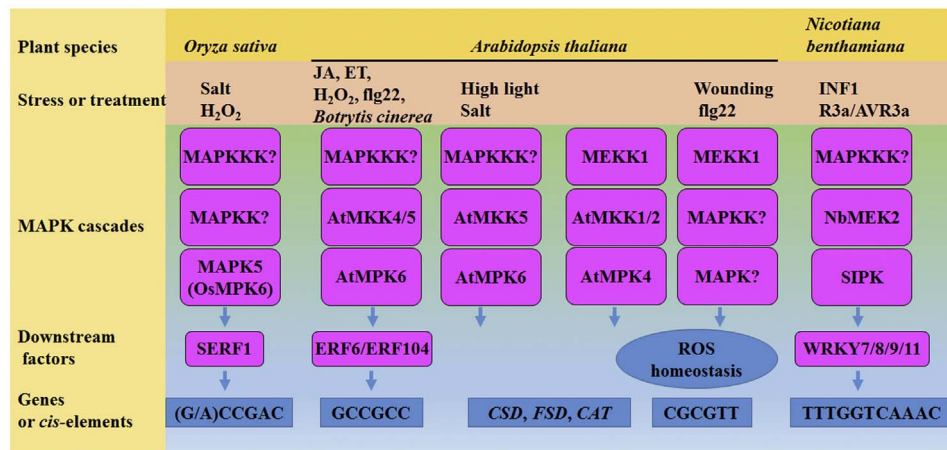 Plant species
Oryza sativa
Arabidopsis thaliana
Nicotiana
benthamiana
Stress or treatment
Salt
H₂O₂
JA, ET,
H₂O₂, flg22,
Botrytis cinerea
High light
Salt
Wounding
flg22
INF1
R3a/AVR3a
MAPK cascades
MAPKKK?
MAPKKK?
MAPKKK?
MEKK1
MEKK1
MAPKKK?
MAPKK?
AtMKK4/5
AtMKK5
AtMKK1/2
MAPKK?
NbMEK2
MAPK5
(OsMPK6)
AtMPK6
AtMPK6
AtMPK4
MAPK?
SIPK
Downstream
factors
SERF1
ERF6/ERF104
ROS
homeostasis
WRKY7/8/9/11
Genes
or cis-elements
(G/A)CCGAC
GCCGCC
CSD, FSD, CAT
CGCGTT
TTTGGTCAAAC